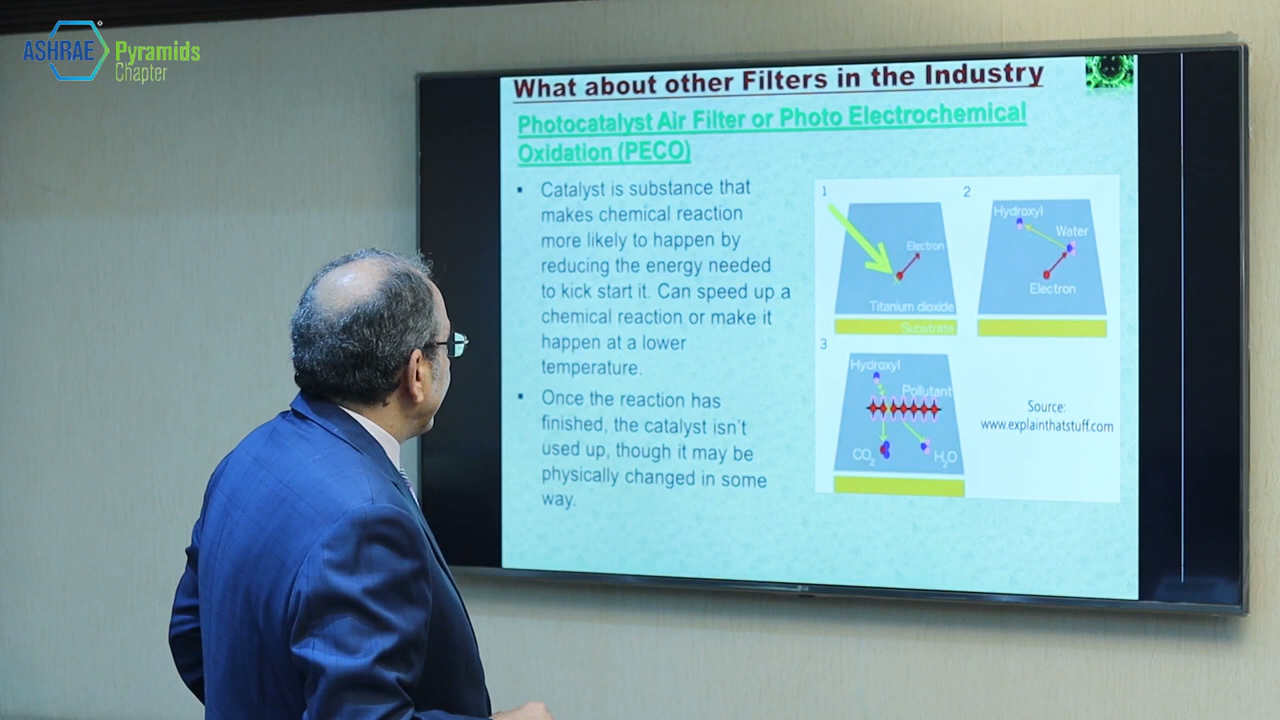 ASHRAE Pyramids
Chapter
What about other Filters in the Industry
Photocatalyst Air Filter or Photo Electrochemical
Oxidation (PECO)
▪ Catalyst is substance that
makes chemical reaction
more likely to happen by
reducing the energy needed
to kick start it. Can speed up a
chemical reaction or make it
happen at a lower
temperature.
▪ Once the reaction has
finished, the catalyst isn't
used up, though it may be
physically changed in some
way.
1
Electron
Titanium dioxide
Substrate
2
Hydroxyl
Water
Electron
3
Hydroxyl
Pollutant
CO2
H2O
Source:
www.explainthatstuff.com